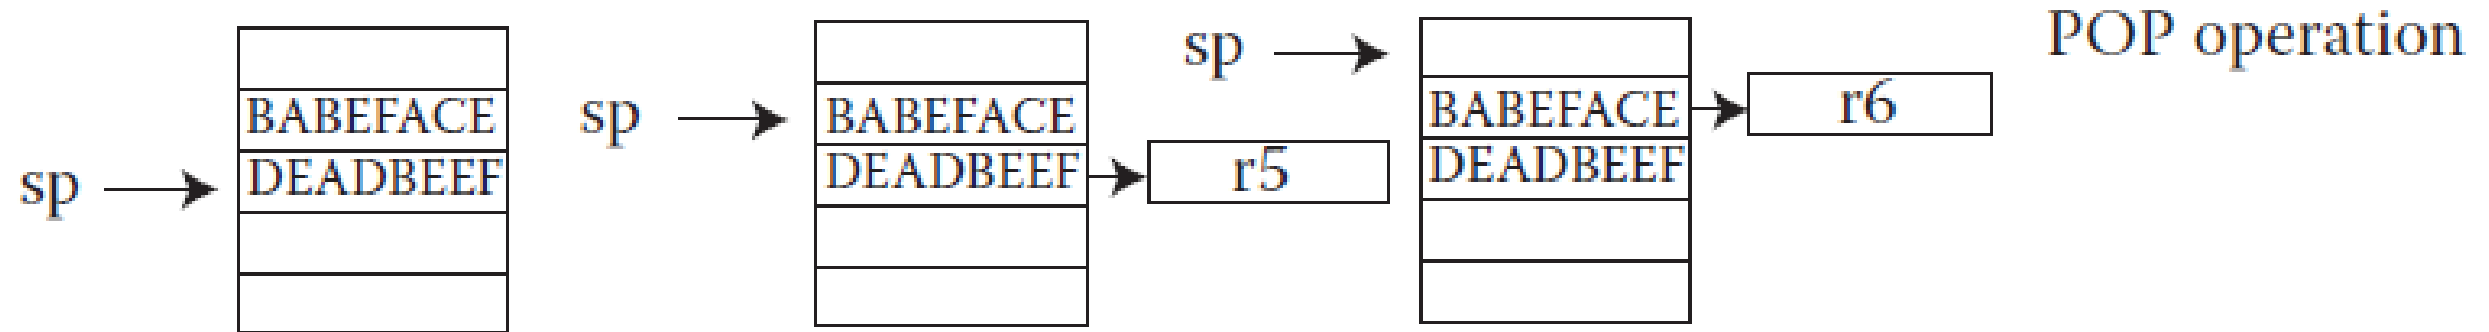 sp
BABEFACE
DEADBEEF
sp
BABEFACE
DEADBEEF
r5
sp
BABEFACE
DEADBEEF
r6
POP operation